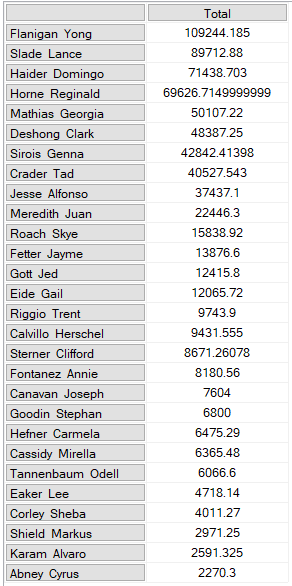 Total
Flanigan Yong 109244.185
Slade Lance 89712.88
Haider Domingo 71438.703
Horne Reginald 69626.7149999999
Mathias Georgia 50107.22
Deshong Clark 48387.25
Sirois Genna 42842.41398
Crader Tad 40527.543
Jesse Alfonso 37437.1
Meredith Juan 22446.3
Roach Skye 15838.92
Fetter Jayme 13876.6
Gott Jed 12415.8
Eide Gail 12065.72
Riggio Trent 9743.9
Calvillo Herschel 9431.555
Sterner Clifford 8671.26078
Fontanez Annie 8180.56
Canavan Joseph 7604
Goodin Stephan 6800
Hefner Carmela 6475.29
Cassidy Mirella 6365.48
Tannenbaum Odell 6066.6
Eaker Lee 4718.14
Corley Sheba 4011.27
Shield Markus 2971.25
Karam Alvaro 2591.325
Abney Cyrus 2270.3